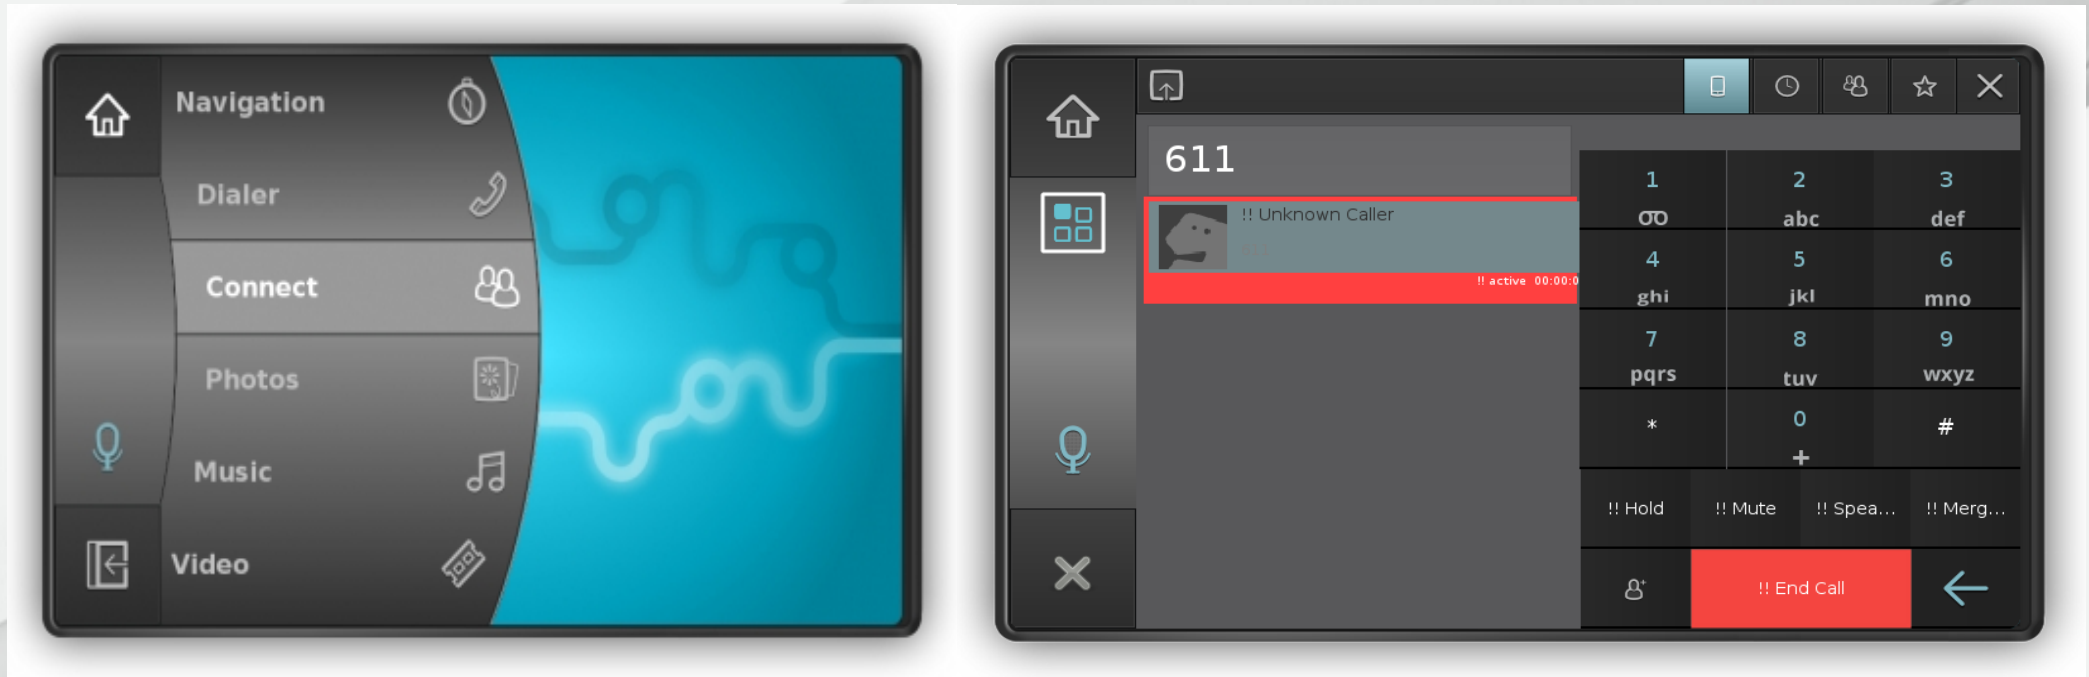 Navigation
Dialer
Connect
Photos
Music
Video
611
!! Unknown Caller
!! active 00:00:0
1 2 3
abc def
4 5 6
ghi jkl mno
7 8 9
pqrs tuv wxyz
* 0 #
+
!! Hold !! Mute !! Spea... !! Merg...
!! End Call